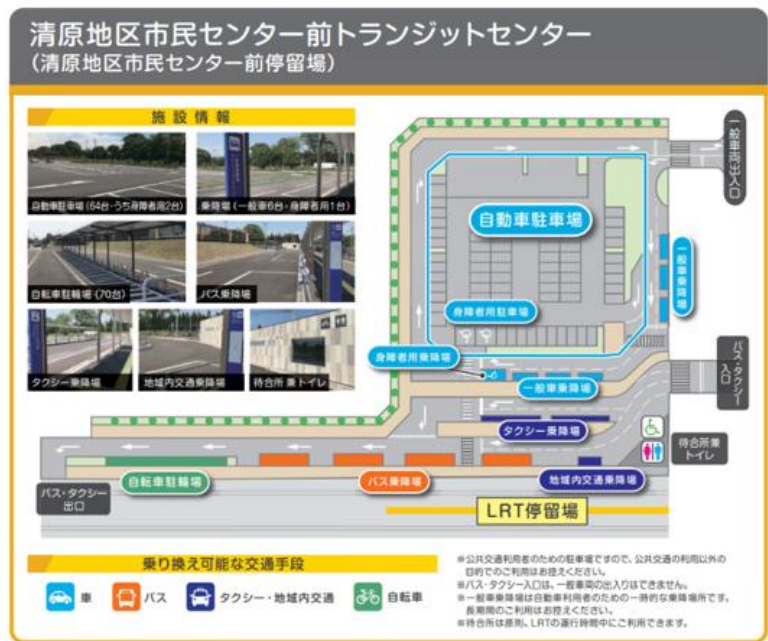 清原地区市民センター前トランジットセンター
(清原地区市民センター前停留場)
施設情報
自動車駐車場(64台・うち身障者用2台)
乗降場(一般車6台・身障者用1台)
自転車駐輪場(70台)
バス乗降場
タクシー乗降場
地域内交通乗降場
待合所 兼トイレ
一般車両出入口
自動車駐車場
一般車乗降場
身障者用駐車場
身障者用乗降場
一般車乗降場
バス・タクシー
入口
タクシー乗降場
待合所兼
トイレ
自転車駐輪場
バス乗降場
地域内交通乗降場
バス・タクシー
出口
LRT停留場
乗り換え可能な交通手段
車
バス
タクシー・地域内交通
自転車
※公共交通利用者のための駐車場ですので、公共交通の利用以外の
目的でのご利用はお控えください。
※バス・タクシー入口は、一般車両の出入りはできません。
※一般車乗降場は自動車利用者のための一時的な乗降場所です。
長期間のご利用はお控えください。
※待合所は原則、LRTの運行時間中にご利用できます。